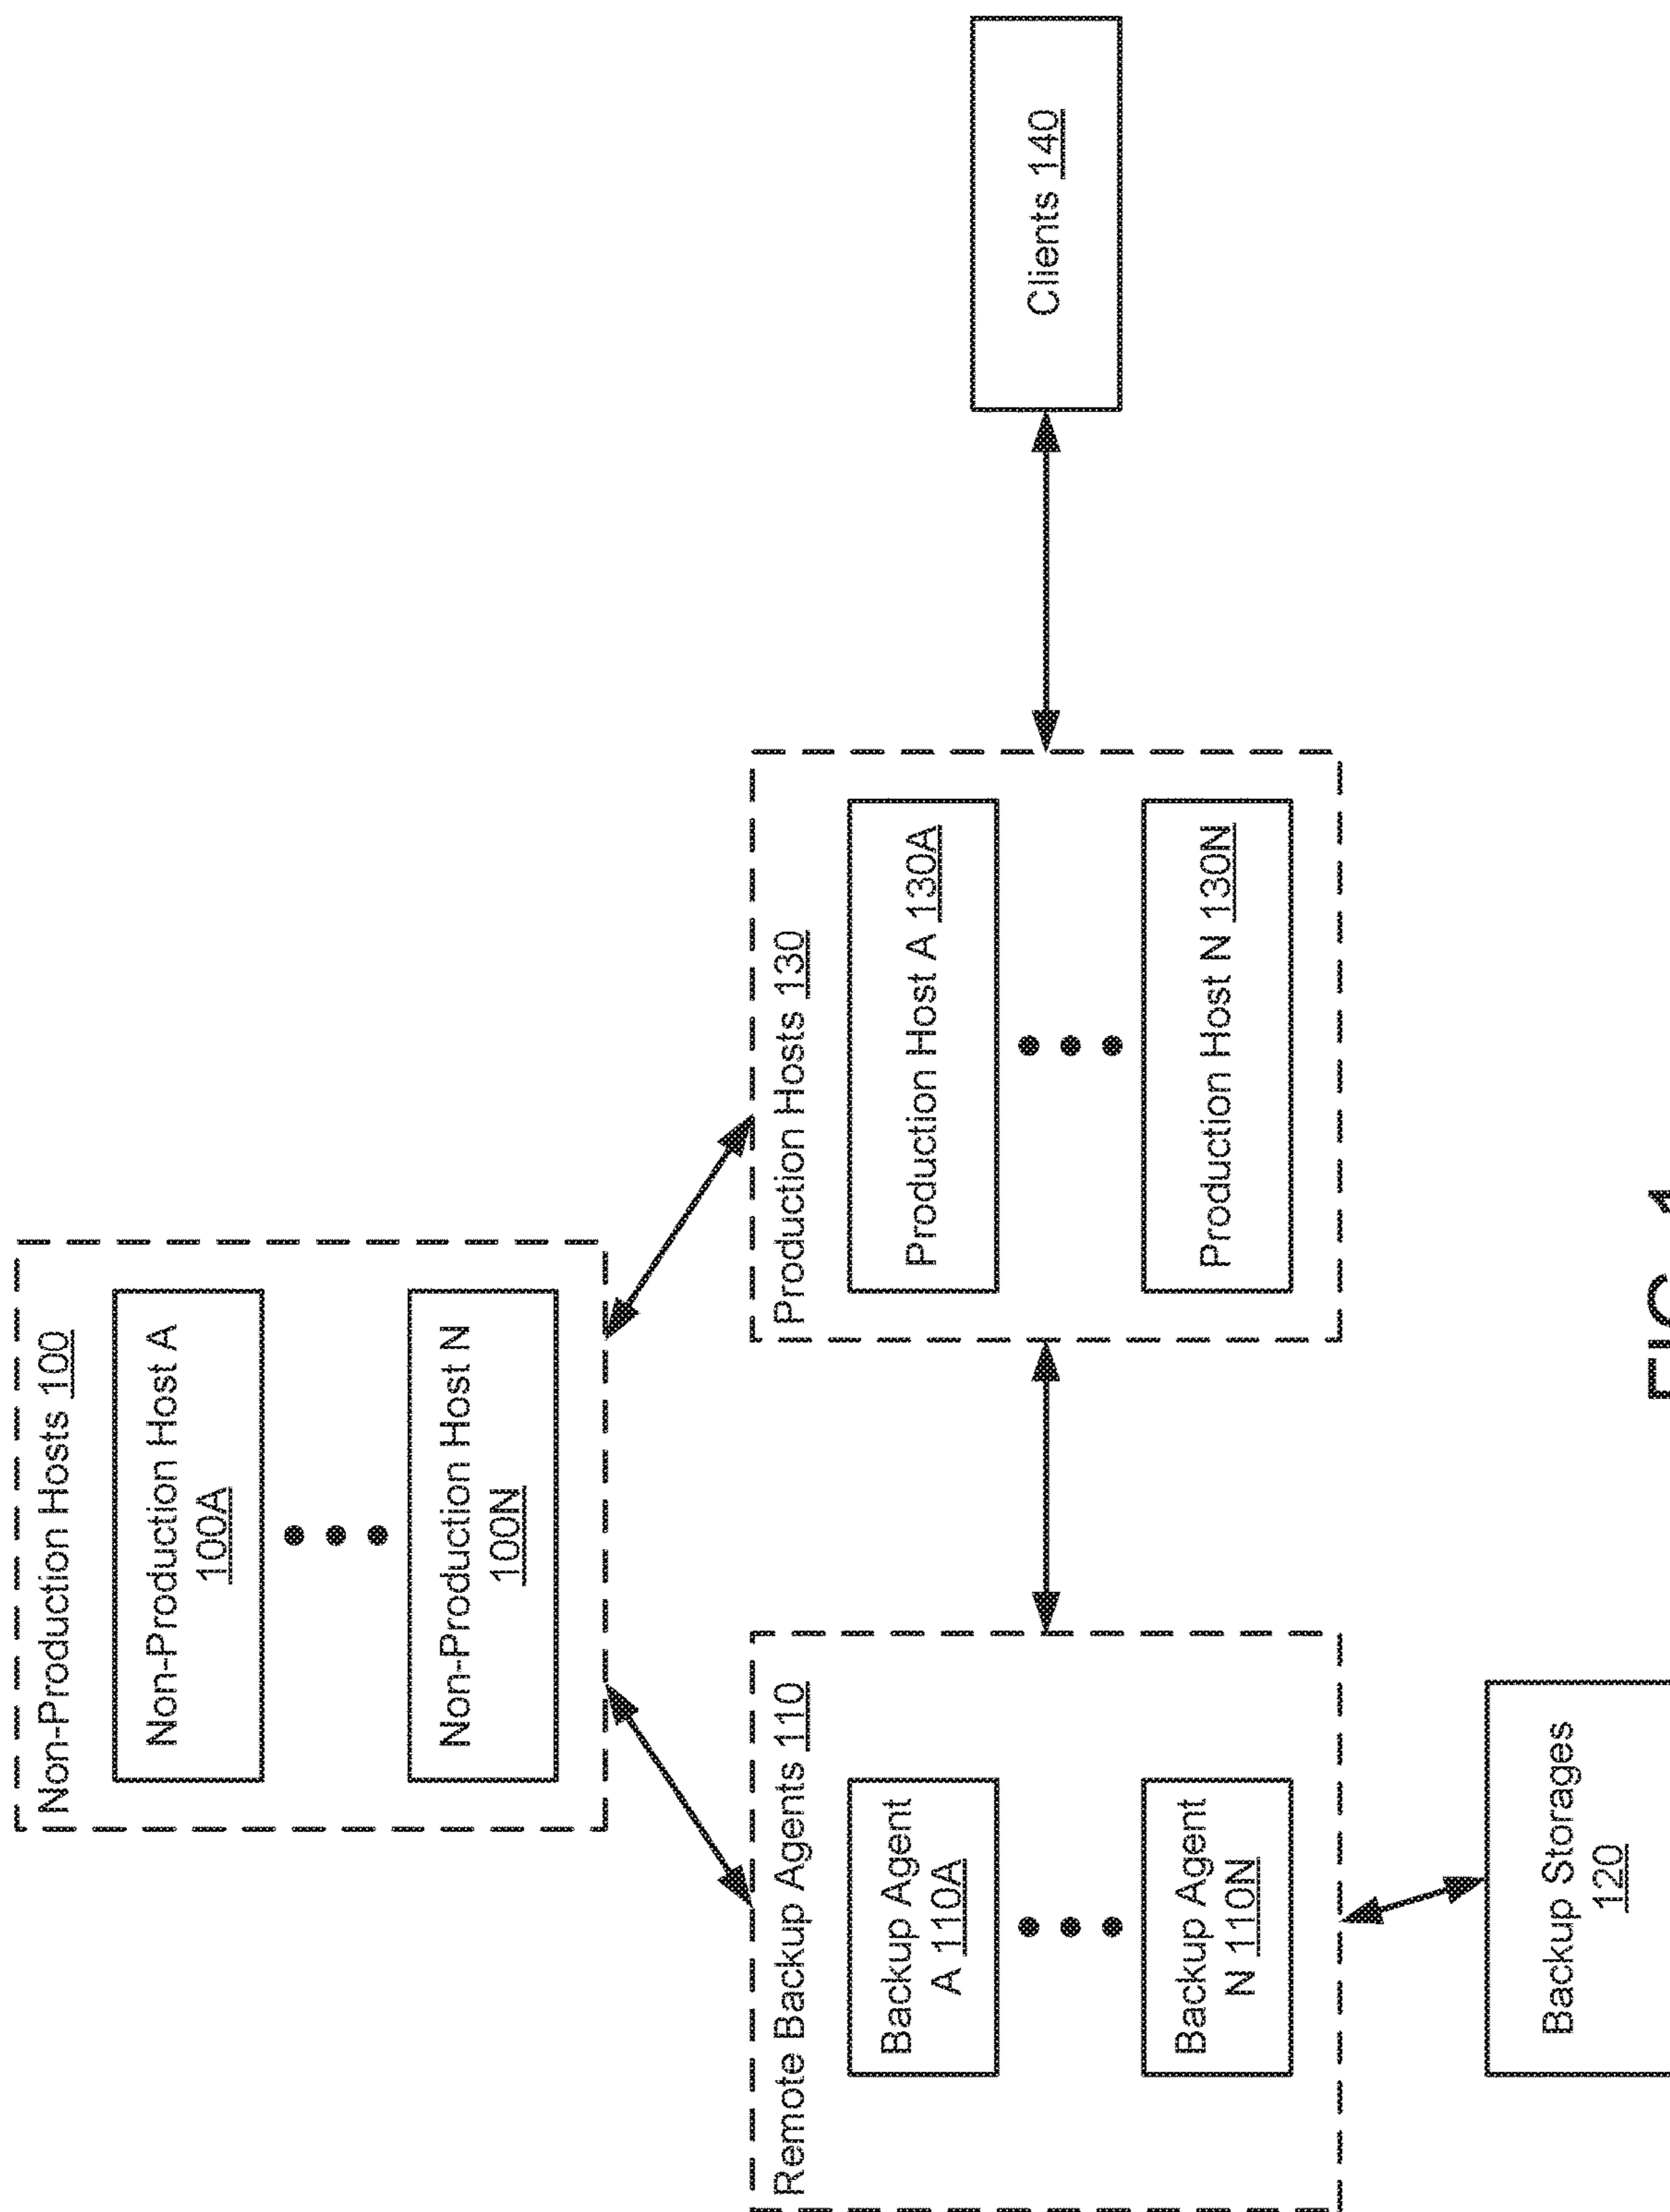 Non-Production Hosts 100
Non-Production Host A
100A
Non-Production Host N
100N
Remote Backup Agents 110
Backup Agent
A 110A
Backup Agent
N 110N
Production Hosts 130
Production Host A 130A
Production Host N 130N
Clients 140
Backup Storages
120